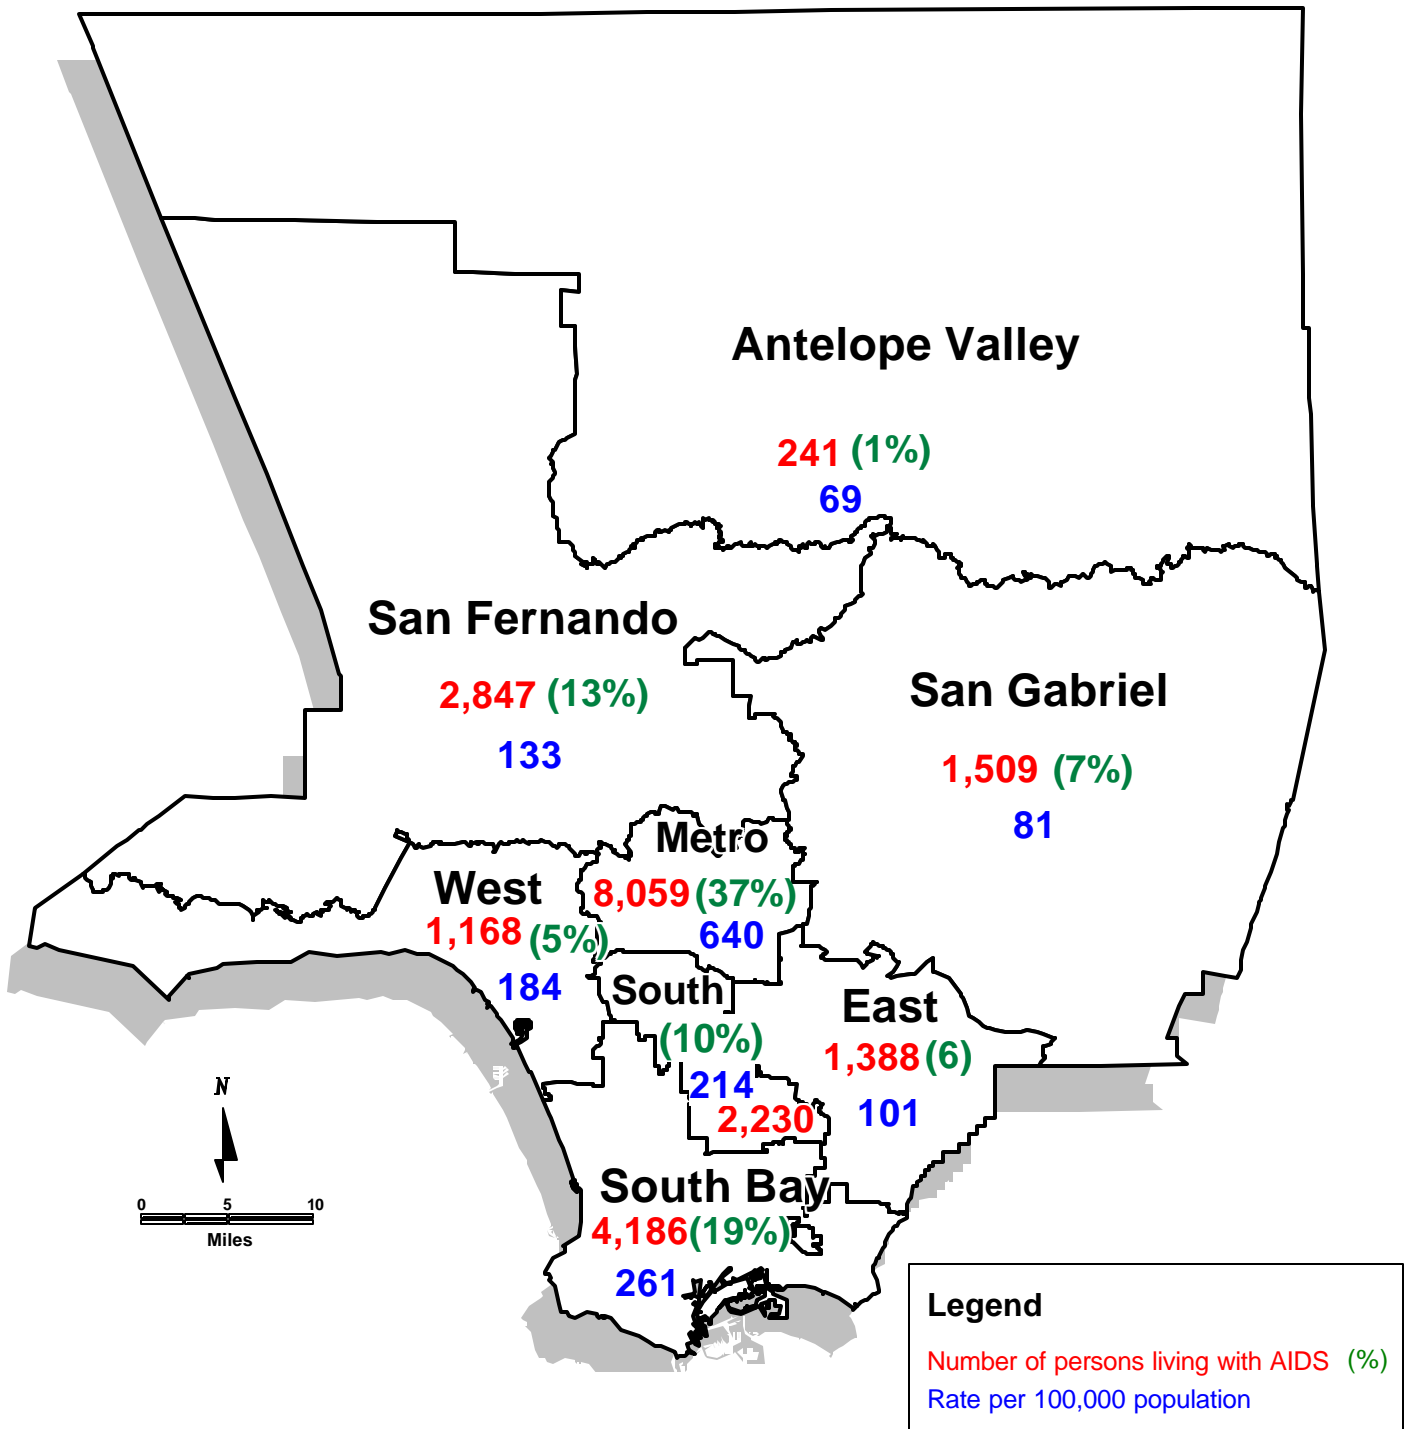 Antelope Valley
241 (1%)
69
San Fernando
2,847 (13%)
133
San Gabriel
1,509 (7%)
81
Metro
8,059 (37%)
640
West
1,168 (5%)
184
South
(10%)
214
2,230
East
1,388 (6)
101
South Bay
4,186 (19%)
261
N
0 5 10
Miles
Legend
Number of persons living with AIDS (%)
Rate per 100,000 population